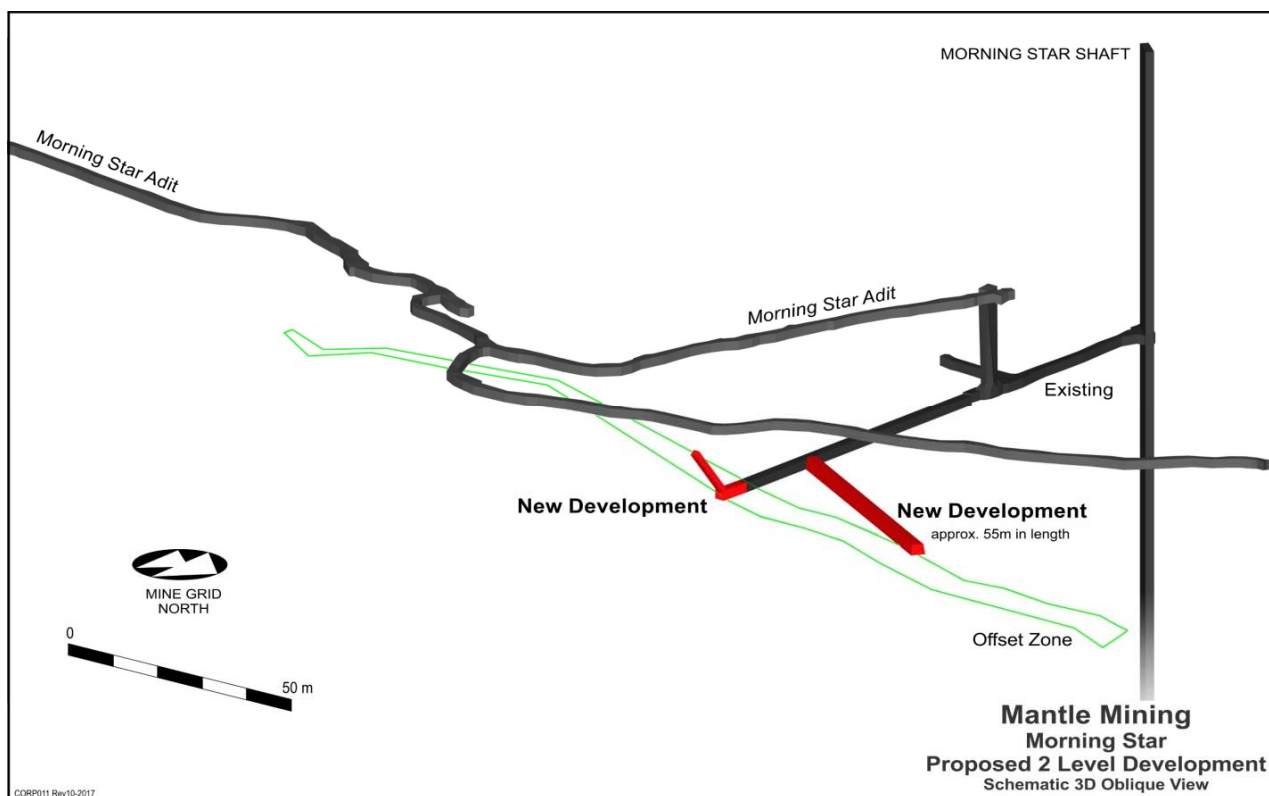 MORNING STAR SHAFT
Morning Star Adit
Morning Star Adit
Existing
New Development
New Development
approx. 55m in length
MINE GRID
NORTH
Offset Zone
0
50 m
Mantle Mining
Morning Star
Proposed 2 Level Development
Schematic 3D Oblique View
CORP011 Rev10-2017